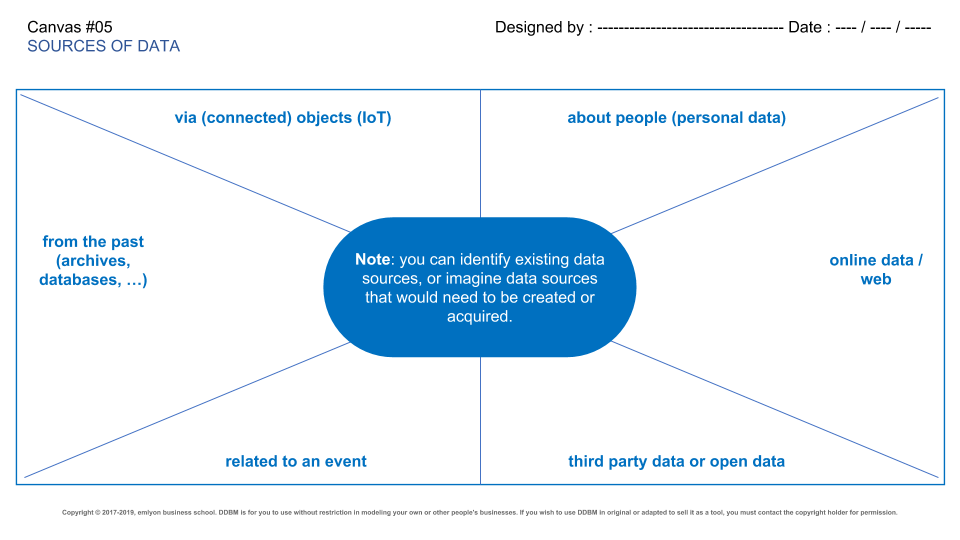 Canvas #05
SOURCES OF DATA
Designed by : ----------------------------------- Date : ---- / ---- / -----
via (connected) objects (IoT)
about people (personal data)
from the past
(archives,
databases, …)
Note: you can identify existing data
sources, or imagine data sources
that would need to be created or
acquired.
online data /
web
related to an event
third party data or open data
Copyright © 2017-2019, emlyon business school. DDBM is for you to use without restriction in modeling your own or other people's businesses. If you wish to use DDBM in original or adapted to sell it as a tool, you must contact the copyright holder for permission.